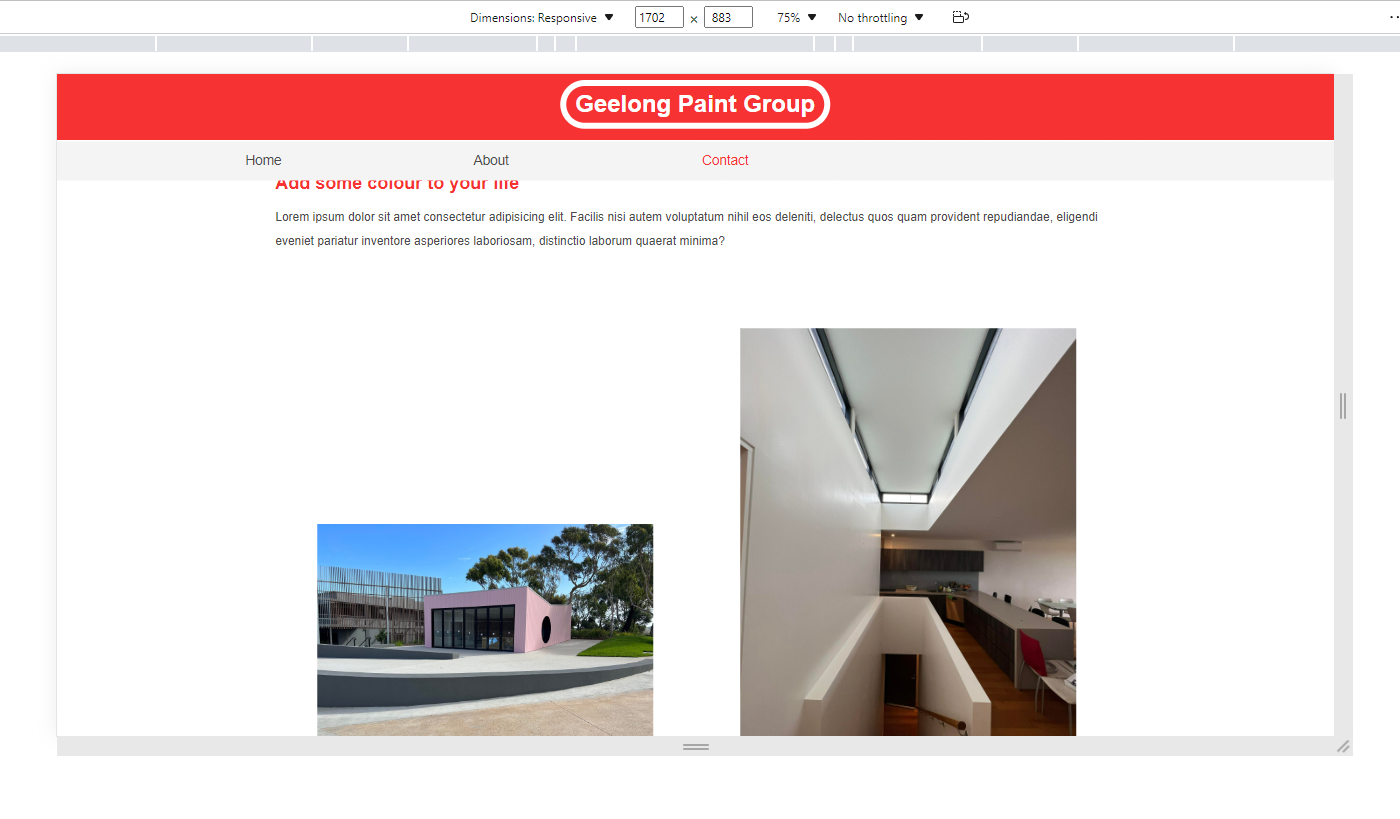 Dimensions: Responsive ▼ 1702 × 883 75% ▼ No throttling ▼
Geelong Paint Group
Home About Contact
Add some colour to your life
Lorem ipsum dolor sit amet consectetur adipisicing elit. Facilis nisi autem voluptatum nihil eos deleniti, delectus quos quam provident repudiandae, eligendi
eveniet pariatur inventore asperiores laboriosam, distinctio laborum quaerat minima?